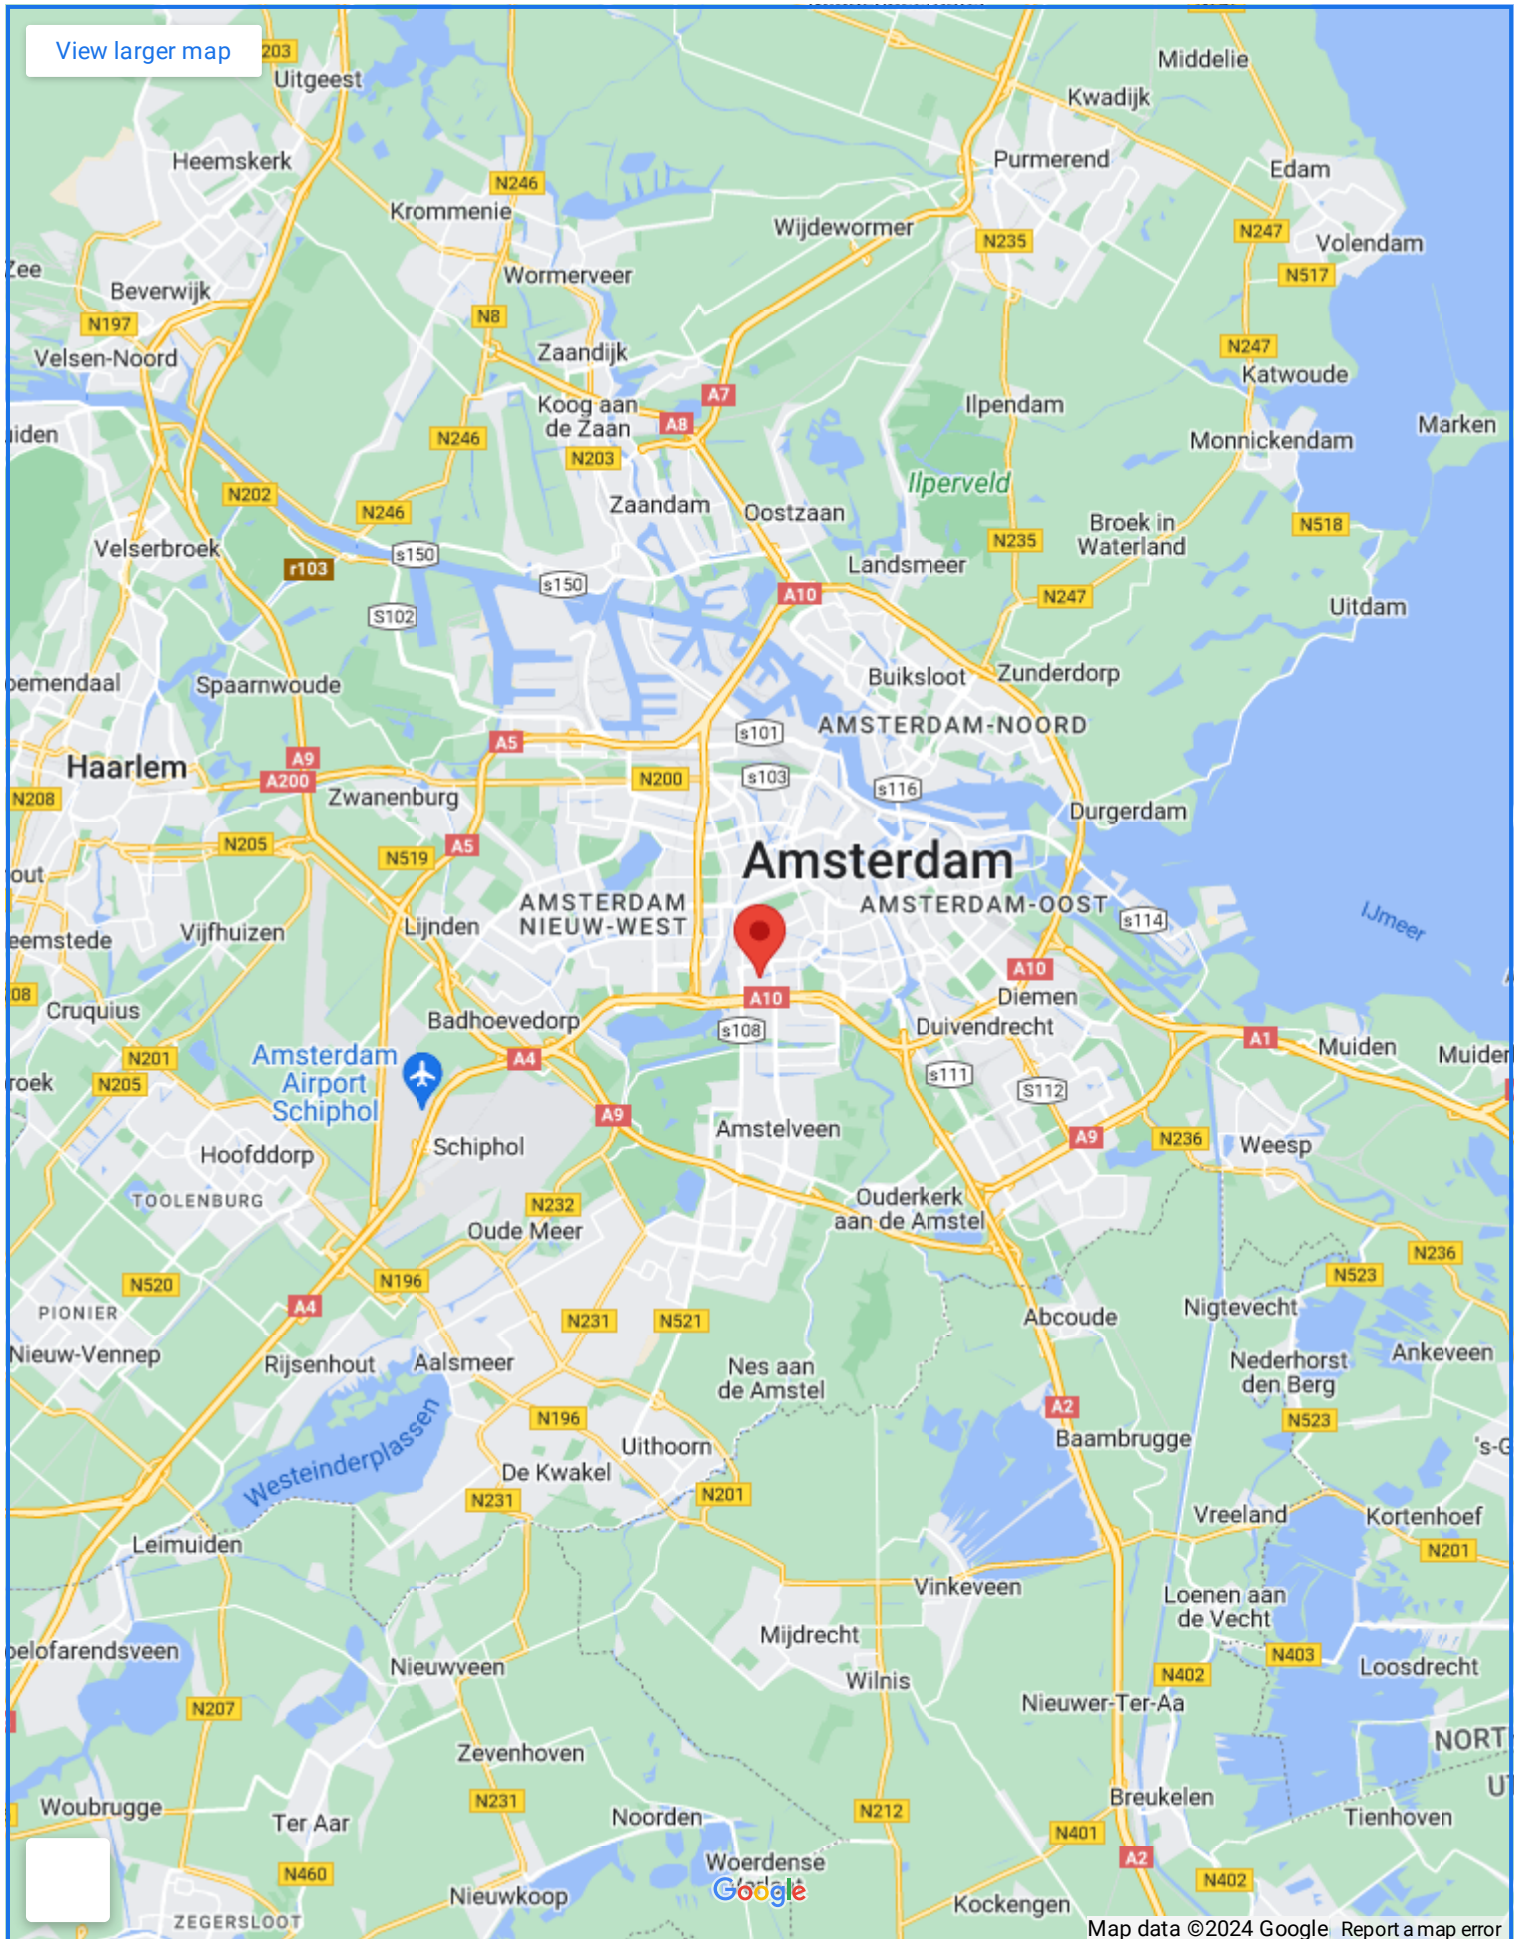 View larger map
203
Middelie
Uitgeest
Kwadijk
Heemskerk
Purmerend
Edam
N246
Krommenie
Wijdewormer
N247
Volendam
N235
Zee
Wormerveer
N517
Beverwijk
N197
N8
Velsen-Noord
Zaandijk
N247
Katwoude
A7
Koog aan
de Zaan
A8
Ilpendam
Marken
N246
N203
Monnickendam
Ilperveld
N202
N246
Zaandam
Oostzaan
Broek in
Waterland
N518
Velserbroek
s150
N235
r103
s150
Landsmeer
A10
N247
S102
Uitdam
Spaarnwoude
Buiksloot
Zunderdorp
s101
AMSTERDAM-NOORD
A5
A9
Haarlem
A200
N200
s103
s116
N208
Zwanenburg
Durgerdam
N205
A5
N519
Amsterdam
AMSTERDAM
NIEUW-WEST
AMSTERDAM-OOST
s114
IJmeer
Vijfhuizen
Lijnden
A10
A10
Diemen
Cruquius
Badhoevedorp
s108
Duivendrecht
A1
Muiden
N201
Amsterdam
Airport
Schiphol
A4
N205
s111
S112
A9
Amstelveen
A9
N236
Weesp
Hoofddorp
Schiphol
TOOLENBURG
N232
Ouderkerk
aan de Amstel
Oude Meer
N236
N520
N196
N523
PIONIER
A4
N231
N521
Abcoude
Nigtevecht
Nieuw-Vennep
Rijsenhout
Aalsmeer
Nes aan
de Amstel
Nederhorst
den Berg
Ankeveen
A2
N196
N523
Westeinderplassen
Uithoorn
Baambrugge
's-G
De Kwakel
N231
N201
Vreeland
Kortenhoef
Leimuiden
N201
Vinkeveen
Loenen aan
de Vecht
Mijdrecht
N403
Nieuwveen
Wilnis
N402
Loosdrecht
N207
Nieuwer-Ter-Aa
NORT
Zevenhoven
N231
Breukelen
Woubrugge
Ter Aar
Noorden
N212
Tienhoven
N401
N460
Woerdense
A2
N402
Google
Nieuwkoop
Kockengen
ZEGERSLOOT
Map data ©2024 Google
Report a map error